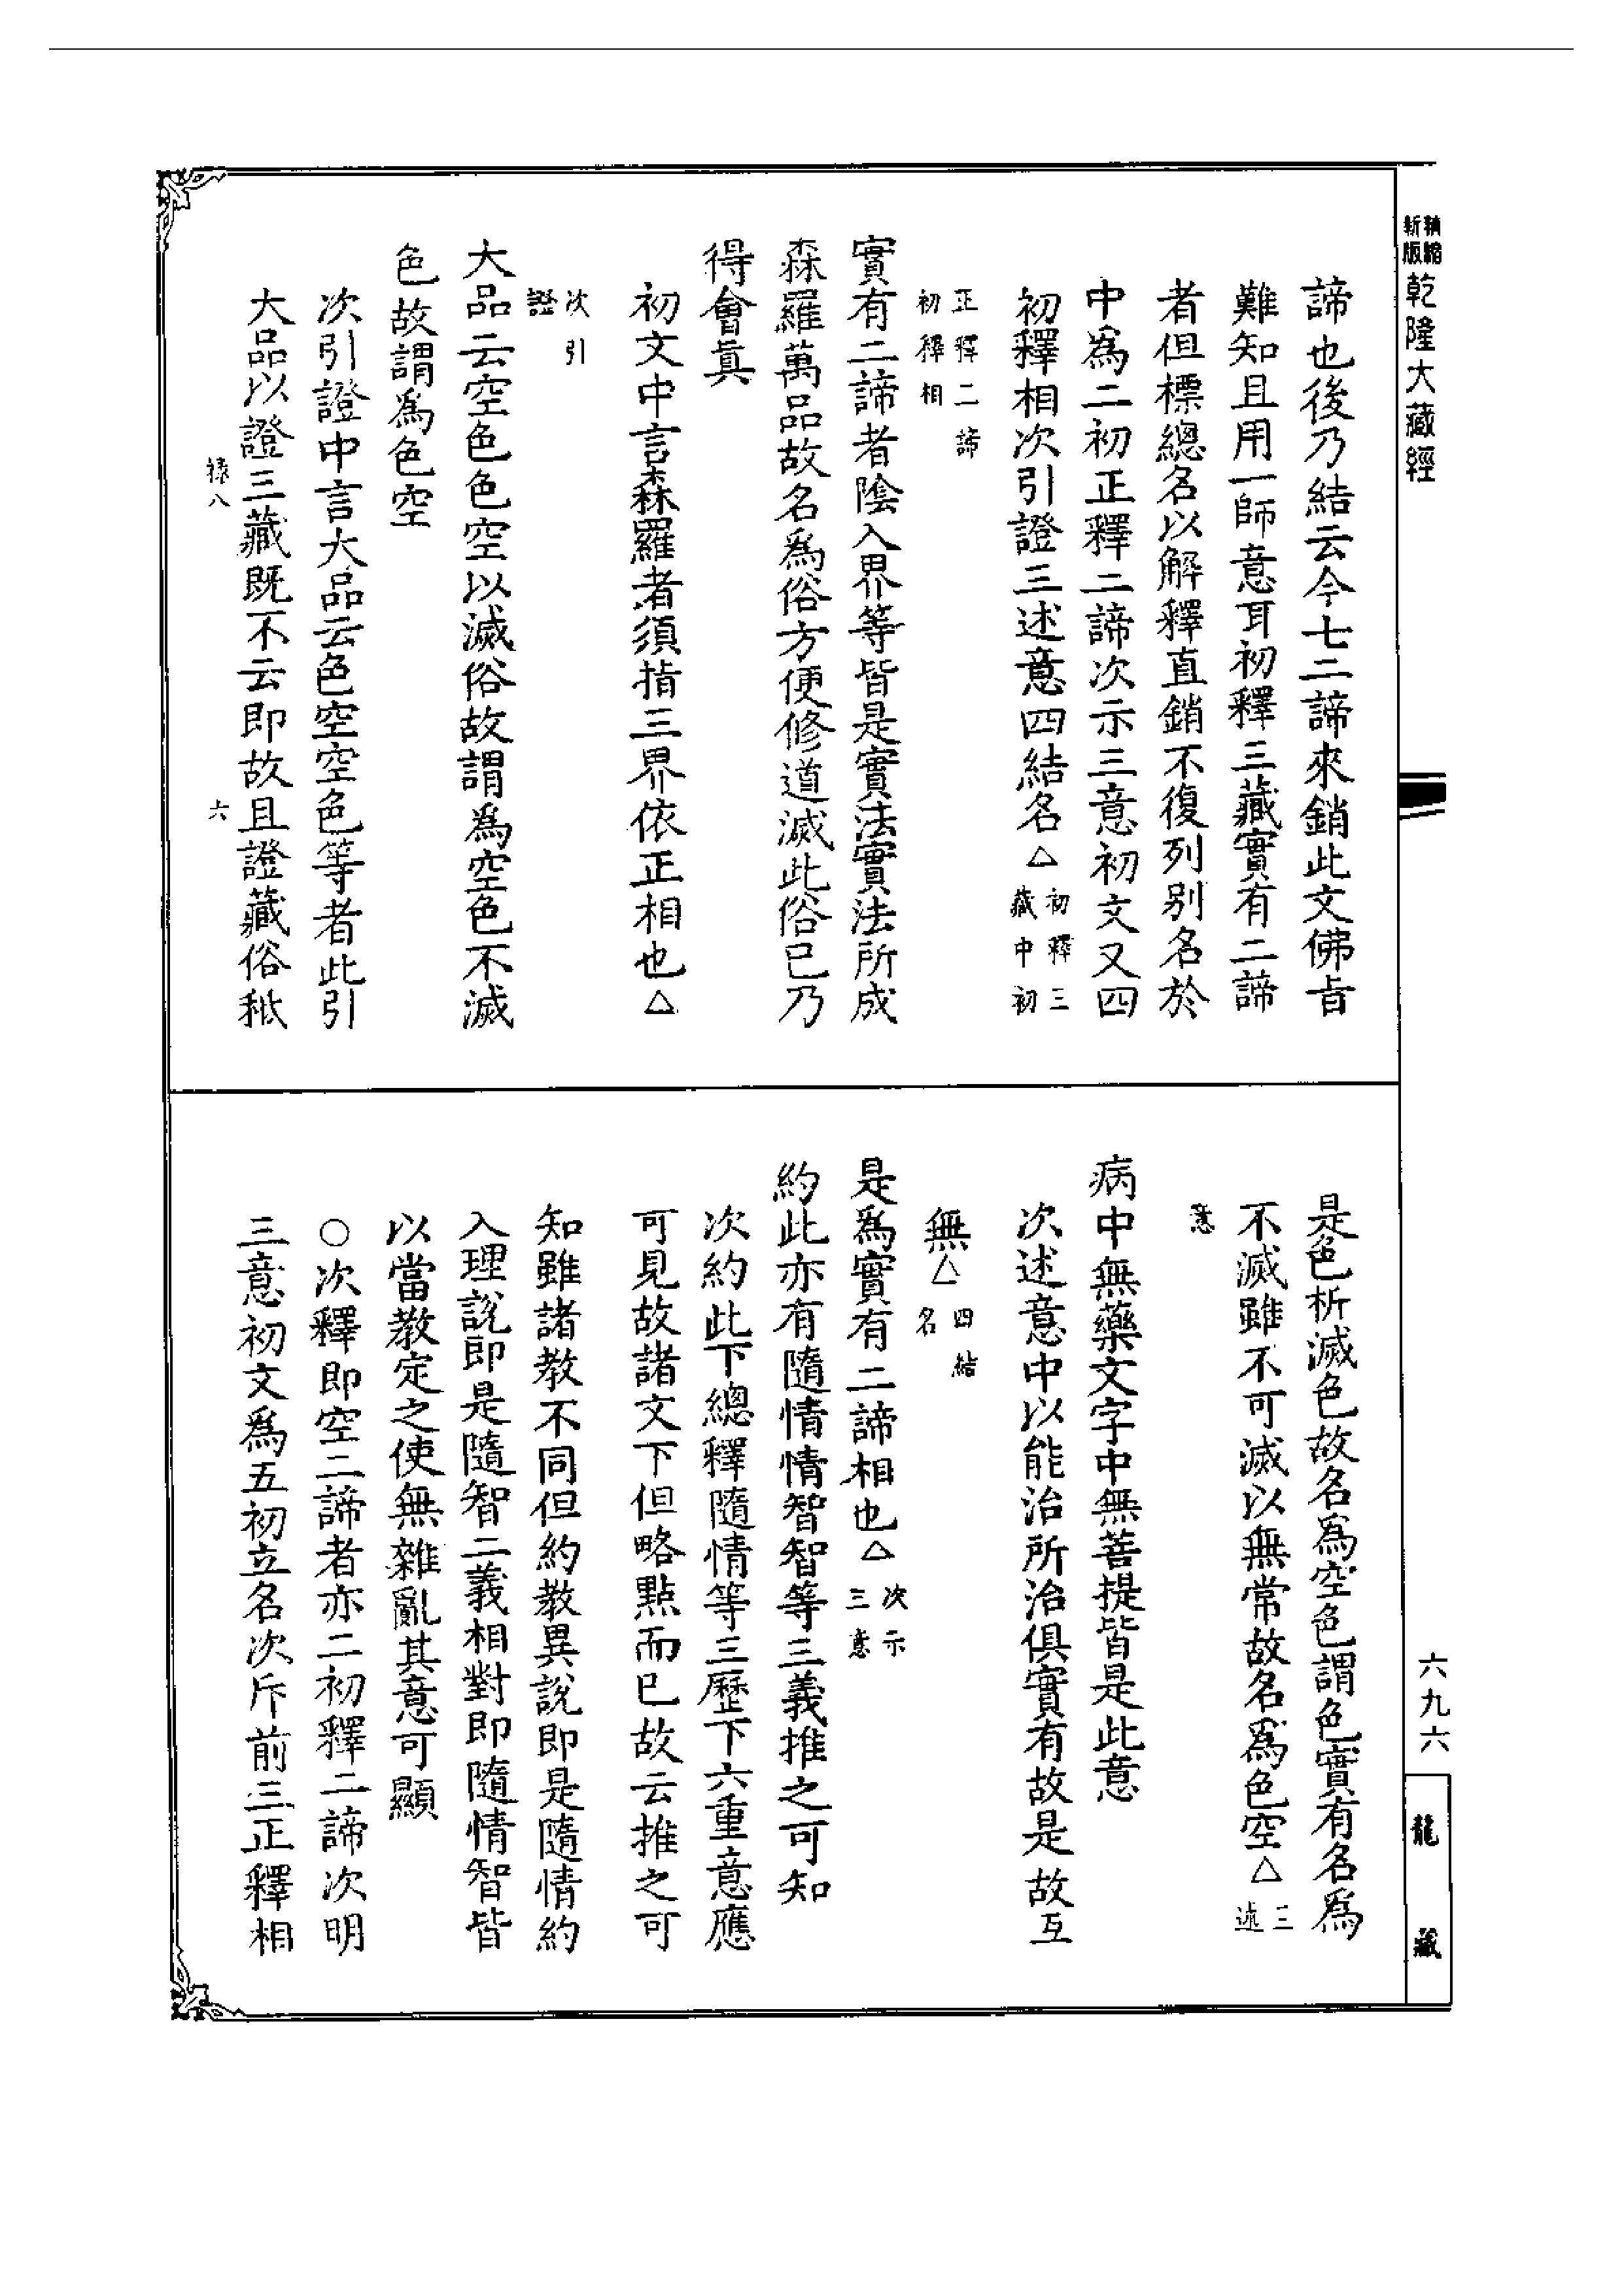 新版精縮
乾隆大藏經
諦也後乃結云今七二諦來銷此文佛旨
難知且用一師意耳初釋三藏實有二諦
者但標總名以解釋直銷不復列別名於
中為二初正釋二諦次示三意初文又四
初釋相次引證三述意四結名△初釋三藏中初
正釋二諦初釋相
實有二諦者陰入界等皆是實法實法所成
森羅萬品故名為俗方便修道滅此俗已乃
得會真
初文中言森羅者須指三界依正相也△
次引證
大品云空色色空以滅俗故謂為空色不滅
色故謂為色空
次引證中言大品云色空空色等者此引
大品以證三藏既不云即故且證藏俗秪
祿八 六
是色析滅色故名為空色謂色實有名為
不滅雖不可滅以無常故名為色空△三述
意
病中無藥文字中無菩提皆是此意
次述意中以能治所治俱實有故是故互
無△四結名
是為實有二諦相也△次示三意
約此亦有隨情情智智等三義推之可知
次約此下總釋隨情等三歷下六重意應
可見故諸文下但略點而已故云推之可
知雖諸教不同但約教異說即是隨情約
入理說即是隨智二義相對即隨情智皆
以當教定之使無雜亂其意可顯
○次釋即空二諦者亦二初釋二諦次明
三意初文為五初立名次斥前三正釋相
六九六
龍藏